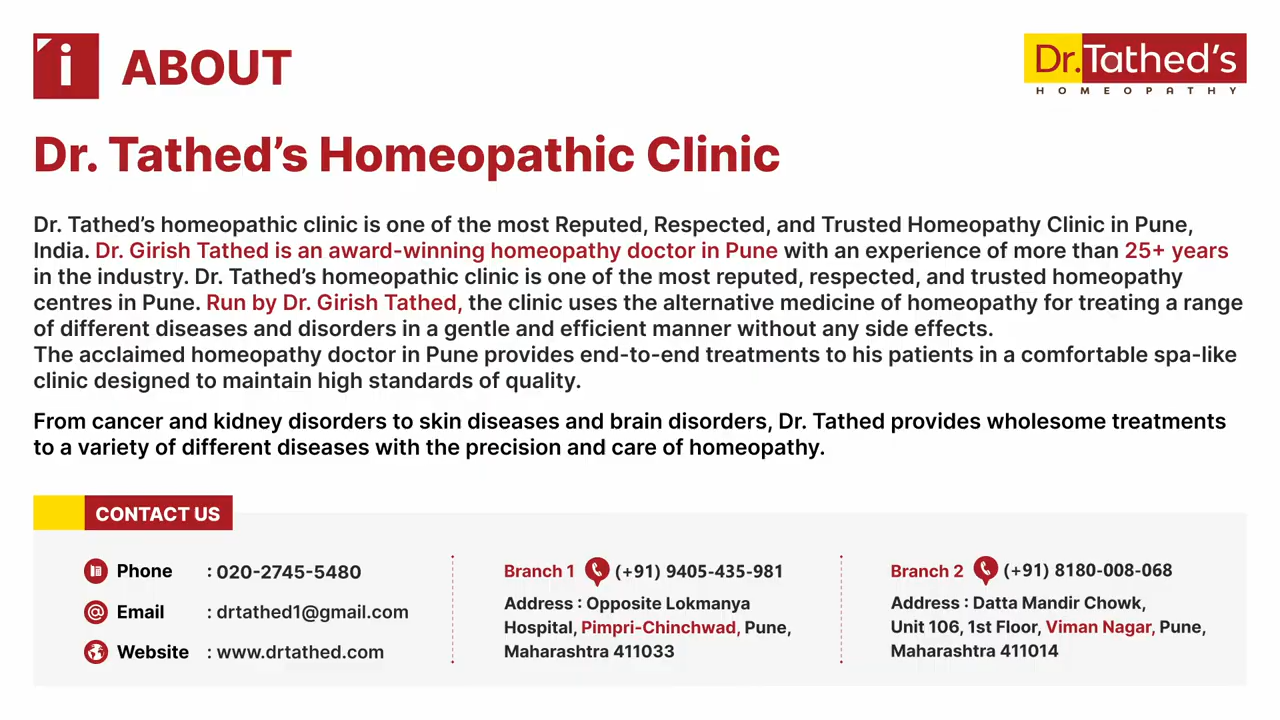 i ABOUT
Dr. Tathed's
HOMEOPATHY
Dr. Tathed’s Homeopathic Clinic
Dr. Tathed’s homeopathic clinic is one of the most Reputed, Respected, and Trusted Homeopathy Clinic in Pune,
India. Dr. Girish Tathed is an award-winning homeopathy doctor in Pune with an experience of more than 25+ years
in the industry. Dr. Tathed’s homeopathic clinic is one of the most reputed, respected, and trusted homeopathy
centres in Pune. Run by Dr. Girish Tathed, the clinic uses the alternative medicine of homeopathy for treating a range
of different diseases and disorders in a gentle and efficient manner without any side effects.
The acclaimed homeopathy doctor in Pune provides end-to-end treatments to his patients in a comfortable spa-like
clinic designed to maintain high standards of quality.
From cancer and kidney disorders to skin diseases and brain disorders, Dr. Tathed provides wholesome treatments
to a variety of different diseases with the precision and care of homeopathy.
CONTACT US
Phone : 020-2745-5480
Email : drtathed1@gmail.com
Website : www.drtathed.com
Branch 1 (+91) 9405-435-981
Address : Opposite Lokmanya
Hospital, Pimpri-Chinchwad, Pune,
Maharashtra 411033
Branch 2 (+91) 8180-008-068
Address : Datta Mandir Chowk,
Unit 106, 1st Floor, Viman Nagar, Pune,
Maharashtra 411014